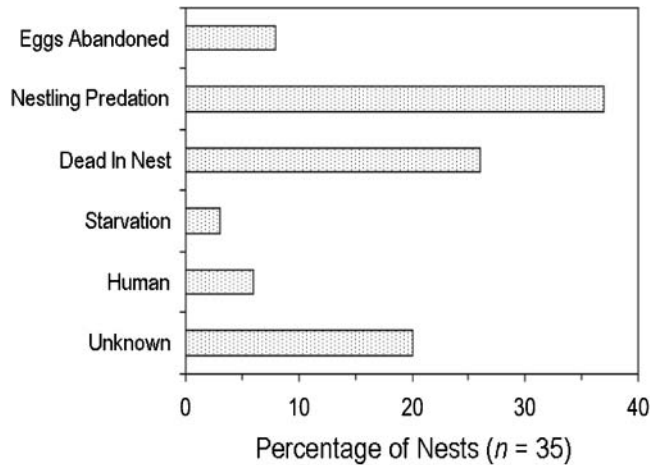 Eggs Abandoned
Nestling Predation
Dead In Nest
Starvation
Human
Unknown
0 10 20 30 40
Percentage of Nests (n = 35)